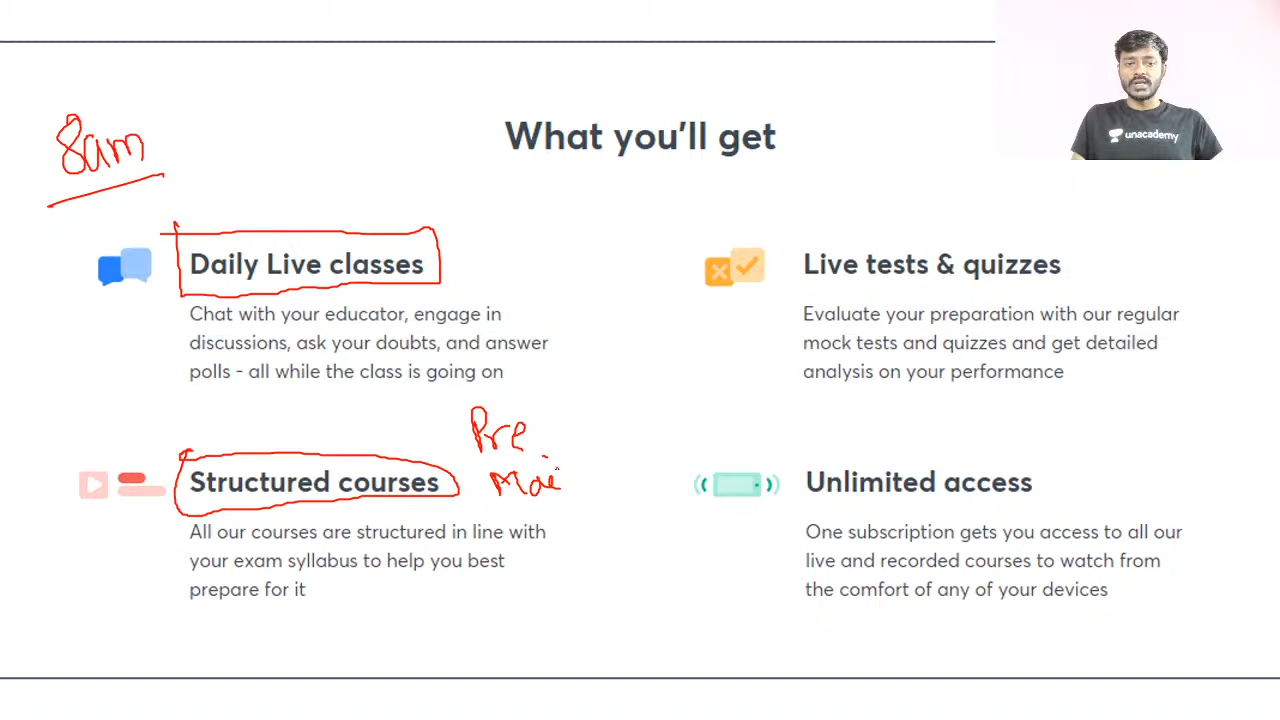 unacademy
What you'll get
8am
Daily Live classes
Chat with your educator, engage in
discussions, ask your doubts, and answer
polls - all while the class is going on
Live tests & quizzes
Evaluate your preparation with our regular
mock tests and quizzes and get detailed
analysis on your performance
Pre
Mai
Structured courses
All our courses are structured in line with
your exam syllabus to help you best
prepare for it
Unlimited access
One subscription gets you access to all our
live and recorded courses to watch from
the comfort of any of your devices